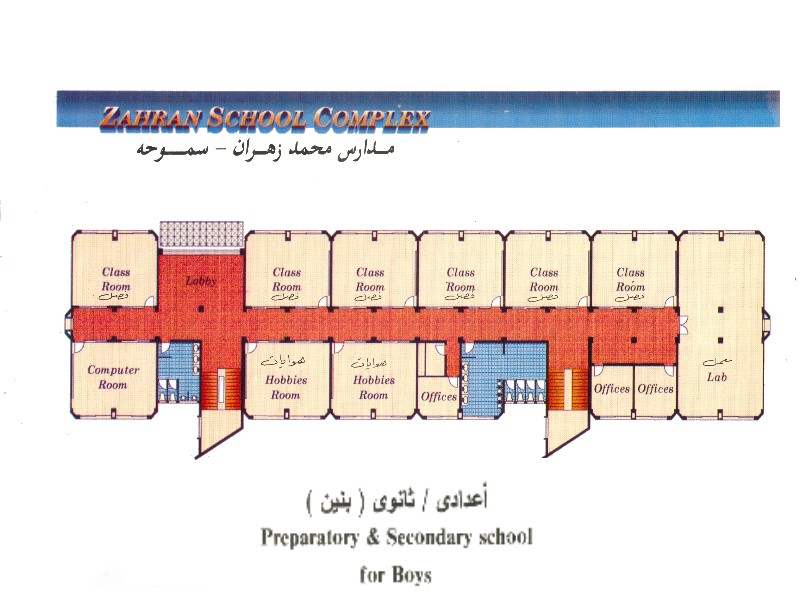 ZAHRAN SCHOOL COMPLEX
مدارس محمد زهران - سموحه
Class Room فصل
Lobby
Class Room فصل
Class Room فصل
Class Room فصل
Class Room فصل
Class Room فصل
Computer Room
هوايات Hobbies Room
هوايات Hobbies Room
Offices
Offices
Offices
معمل Lab
أعدادى / ثانوى ( بنين )
Preparatory & Secondary school
for Boys